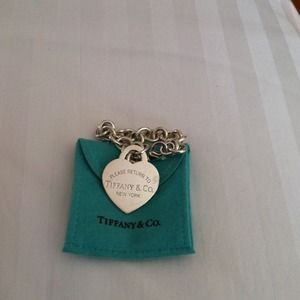 PLEASE RETURN TO
TIFFANY & CO.
NEW YORK
TIFFANY & CO.